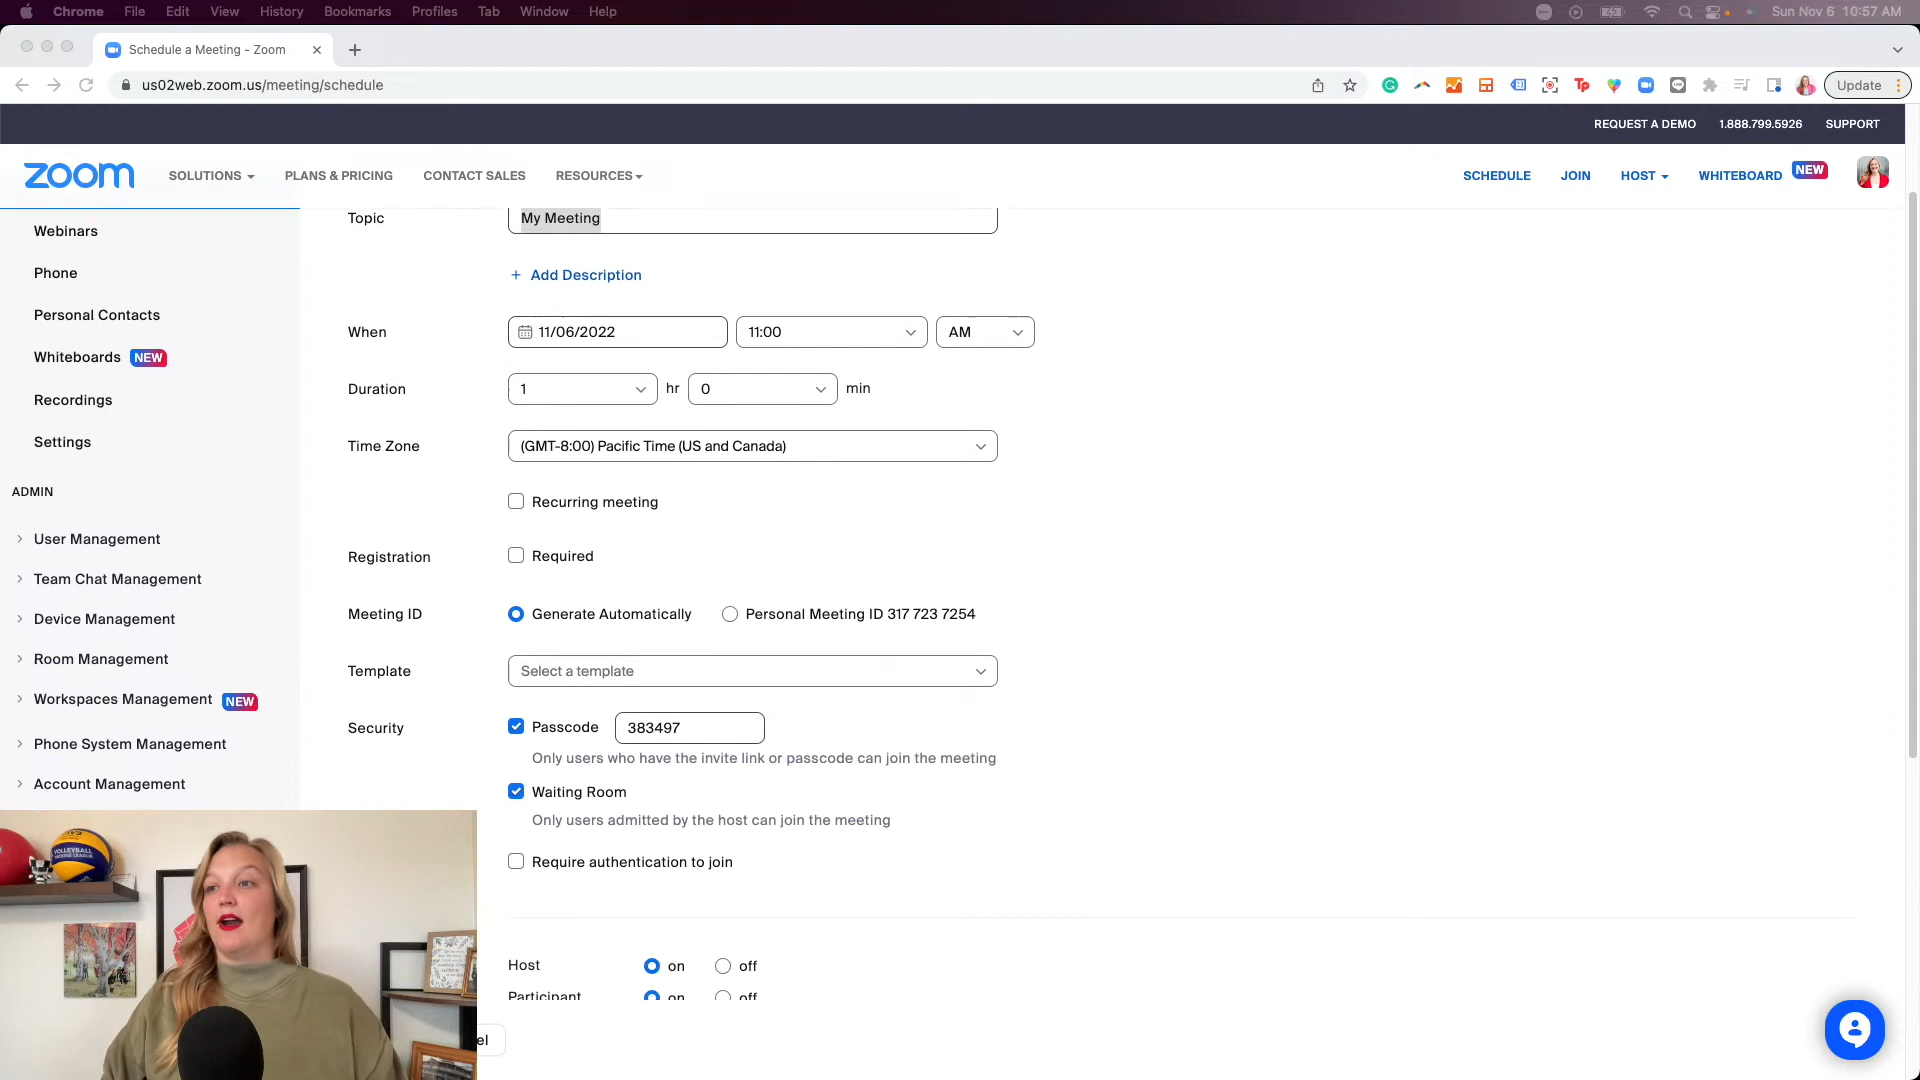 Chrome File Edit View History Bookmarks Profiles Tab Window Help Sun Nov 6 10:57 AM
Schedule a Meeting - Zoom
us02web.zoom.us/meeting/schedule Update
REQUEST A DEMO 1.888.799.5926 SUPPORT
zoom SOLUTIONS PLANS & PRICING CONTACT SALES RESOURCES SCHEDULE JOIN HOST WHITEBOARD NEW
Webinars
Phone
Personal Contacts
Whiteboards NEW
Recordings
Settings
ADMIN
User Management
Team Chat Management
Device Management
Room Management
Workspaces Management NEW
Phone System Management
Account Management
Topic My Meeting
+ Add Description
When 11/06/2022 11:00 AM
Duration 1 hr 0 min
Time Zone (GMT-8:00) Pacific Time (US and Canada)
Recurring meeting
Registration Required
Meeting ID Generate Automatically Personal Meeting ID 317 723 7254
Template Select a template
Security Passcode 383497
Only users who have the invite link or passcode can join the meeting
Waiting Room
Only users admitted by the host can join the meeting
Require authentication to join
Host on off
Participant on off
el
VOLLEYBALL